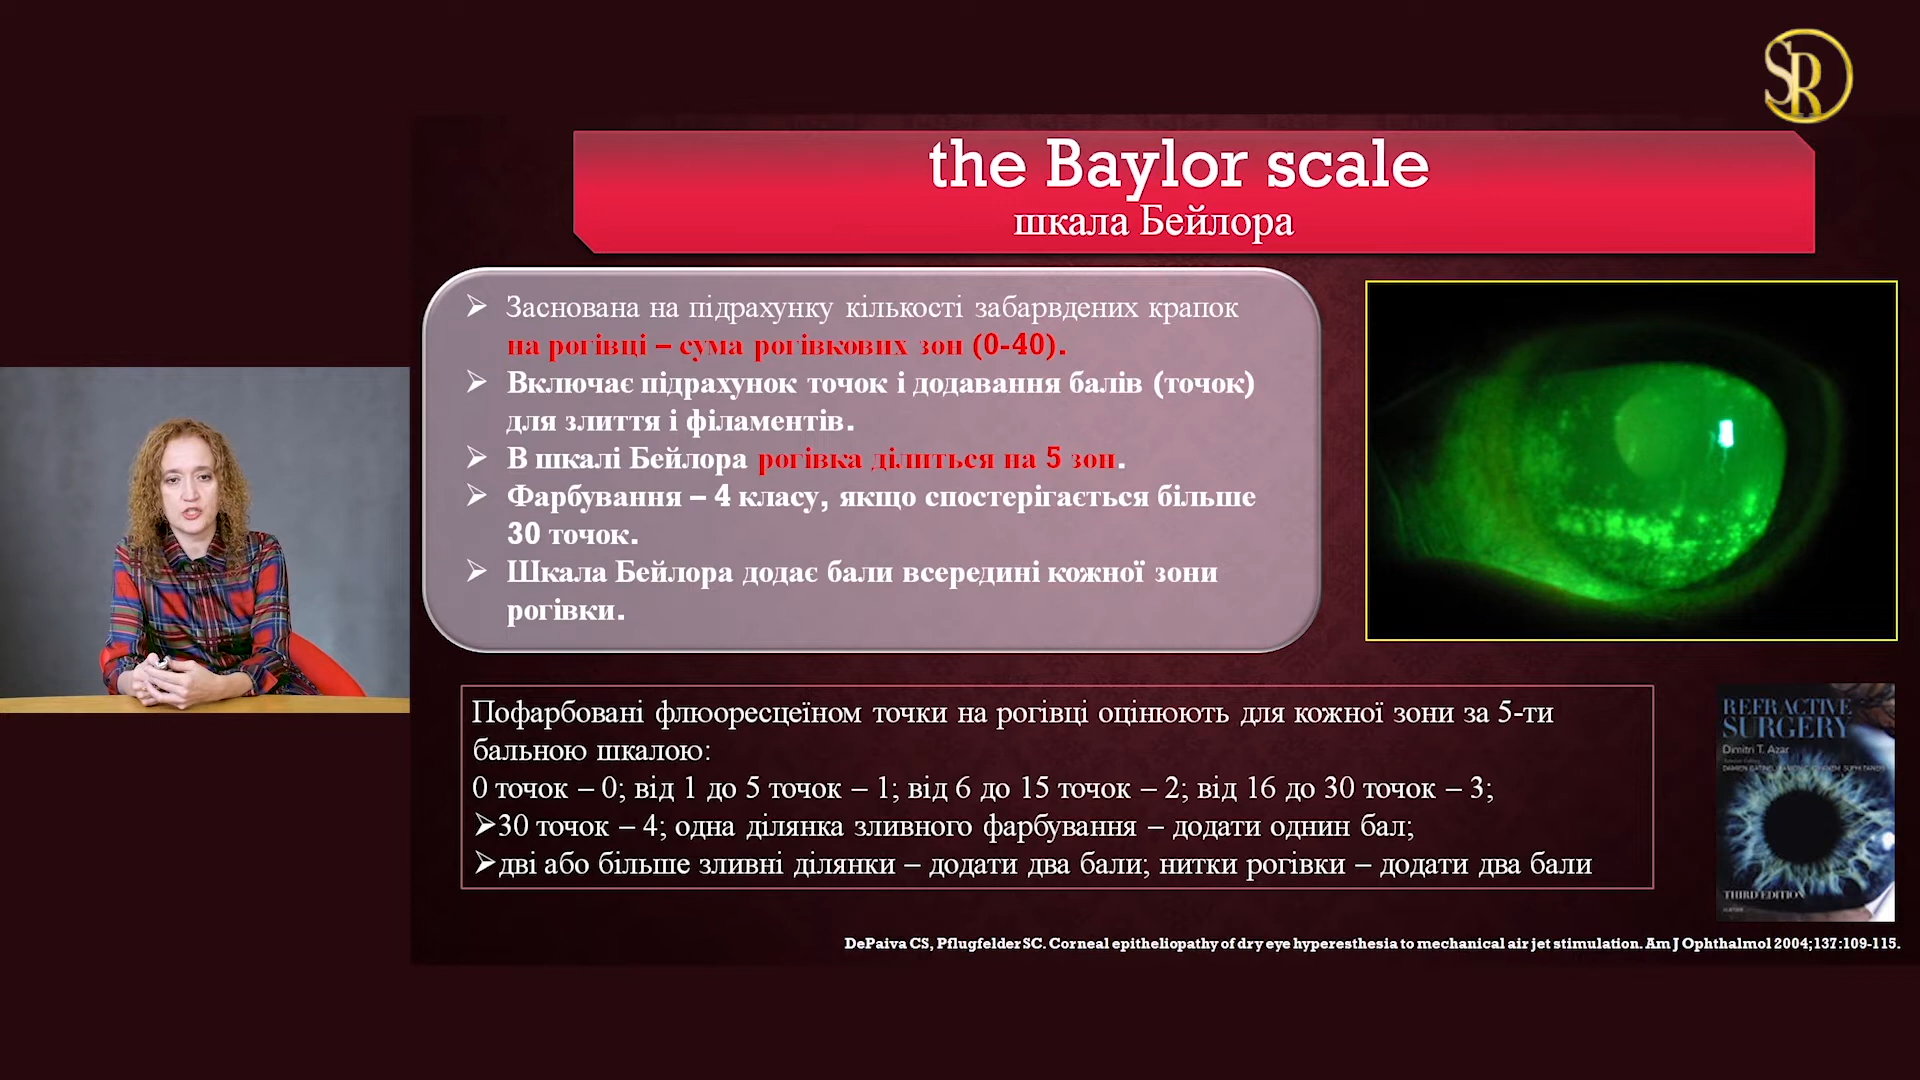 SR
the Baylor scale
шкала Бейлора
➤ Заснована на підрахунку кількості забарвдених крапок
на рогівці – сума рогівкових зон (0-40).
➤ Включає підрахунок точок і додавання балів (точок)
для злиття і філаментів.
➤ В шкалі Бейлора рогівка ділиться на 5 зон.
➤ Фарбування – 4 класу, якщо спостерігається більше
30 точок.
➤ Шкала Бейлора додає бали всередині кожної зони
рогівки.
Пофарбовані флюоресцеїном точки на рогівці оцінюють для кожної зони за 5-ти
бальною шкалою:
0 точок – 0; від 1 до 5 точок – 1; від 6 до 15 точок – 2; від 16 до 30 точок – 3;
➤30 точок – 4; одна ділянка зливного фарбування – додати однин бал;
➤дві або більше зливні ділянки – додати два бали; нитки рогівки – додати два бали
REFRACTIVE
SURGERY
Dimitri T. Azar
THIRD EDITION
DePaiva CS, Pflugfelder SC. Corneal epitheliopathy of dry eye hyperesthesia to mechanical air jet stimulation. Am J Ophthalmol 2004;137:109-115.